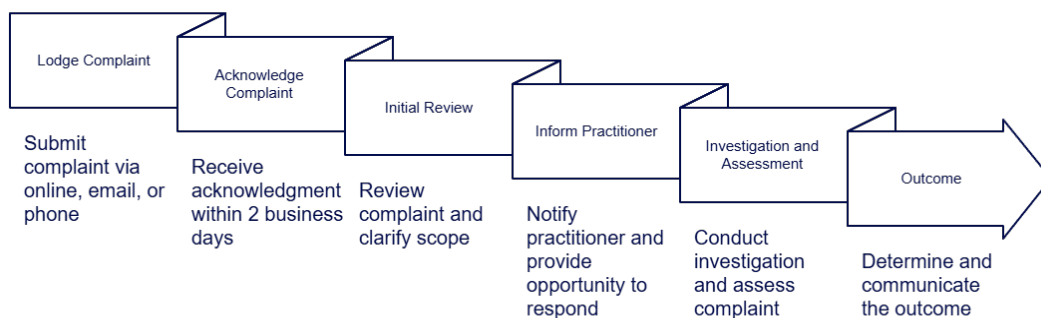 Lodge Complaint
Submit
complaint via
online, email, or
phone
Acknowledge
Complaint
Receive
acknowledgment
within 2 business
days
Initial Review
Review
complaint and
clarify scope
Inform Practitioner
Notify
practitioner and
provide
opportunity to
respond
Investigation and
Assessment
Conduct
investigation
and assess
complaint
Outcome
Determine and
communicate
the outcome